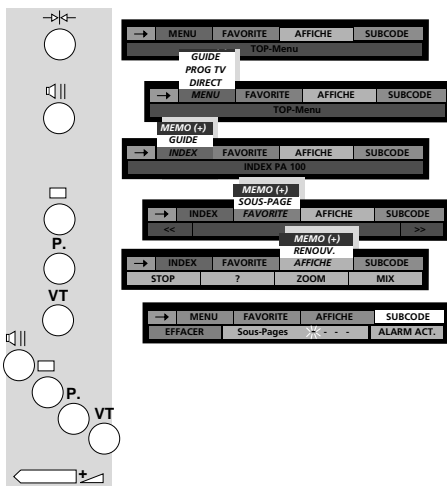 → MENU FAVORITE AFFICHE SUBCODE
TOP-Menu
GUIDE
PROG TV
DIRECT
→ MENU FAVORITE AFFICHE SUBCODE
TOP-Menu
MEMO (+)
GUIDE
→ INDEX FAVORITE AFFICHE SUBCODE
INDEX PA 100
MEMO (+)
SOUS-PAGE
→ INDEX FAVORITE AFFICHE SUBCODE
<< >>
MEMO (+)
RENOUV.
→ INDEX FAVORITE AFFICHE SUBCODE
STOP ? ZOOM MIX
→ MENU FAVORITE AFFICHE SUBCODE
EFFACER Sous-Pages - - - - ALARM ACT.
P.
VT
P.
VT
+